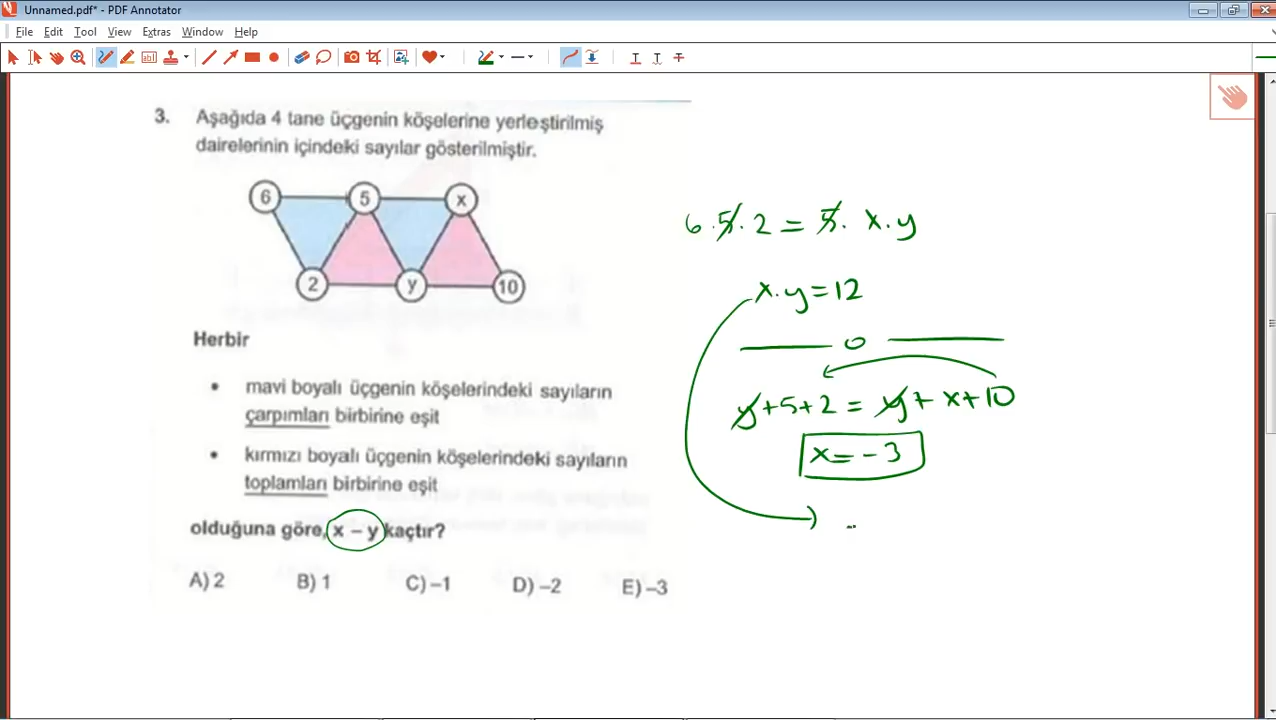 Unnamed.pdf* - PDF Annotator
File Edit Tool View Extras Window Help
3. Aşağıda 4 tane üçgenin köşelerine yerleştirilmiş
dairelerinin içindeki sayılar gösterilmiştir.
6 5 x
2 y 10
Herbir
• mavi boyalı üçgenin köşelerindeki sayıların
çarpımları birbirine eşit
• kırmızı boyalı üçgenin köşelerindeki sayıların
toplamları birbirine eşit
olduğuna göre, x – y kaçtır?
A) 2 B) 1 C) –1 D) –2 E) –3
6 . 5 . 2 = 5 . x . y
x . y = 12
y + 5 + 2 = y + x + 10
x = - 3
-